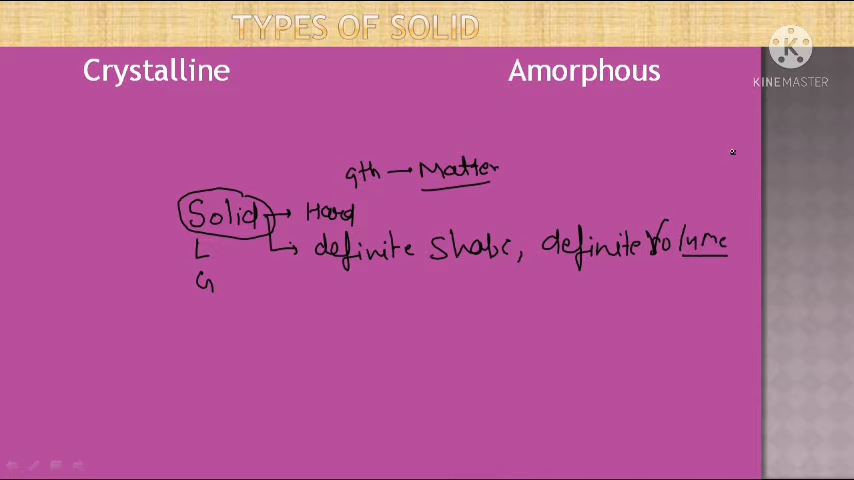 TYPES OF SOLID
K
KINEMASTER
Crystalline Amorphous
9th → Matter
Solid → Hard
L → definite Shape, definite Volume
G